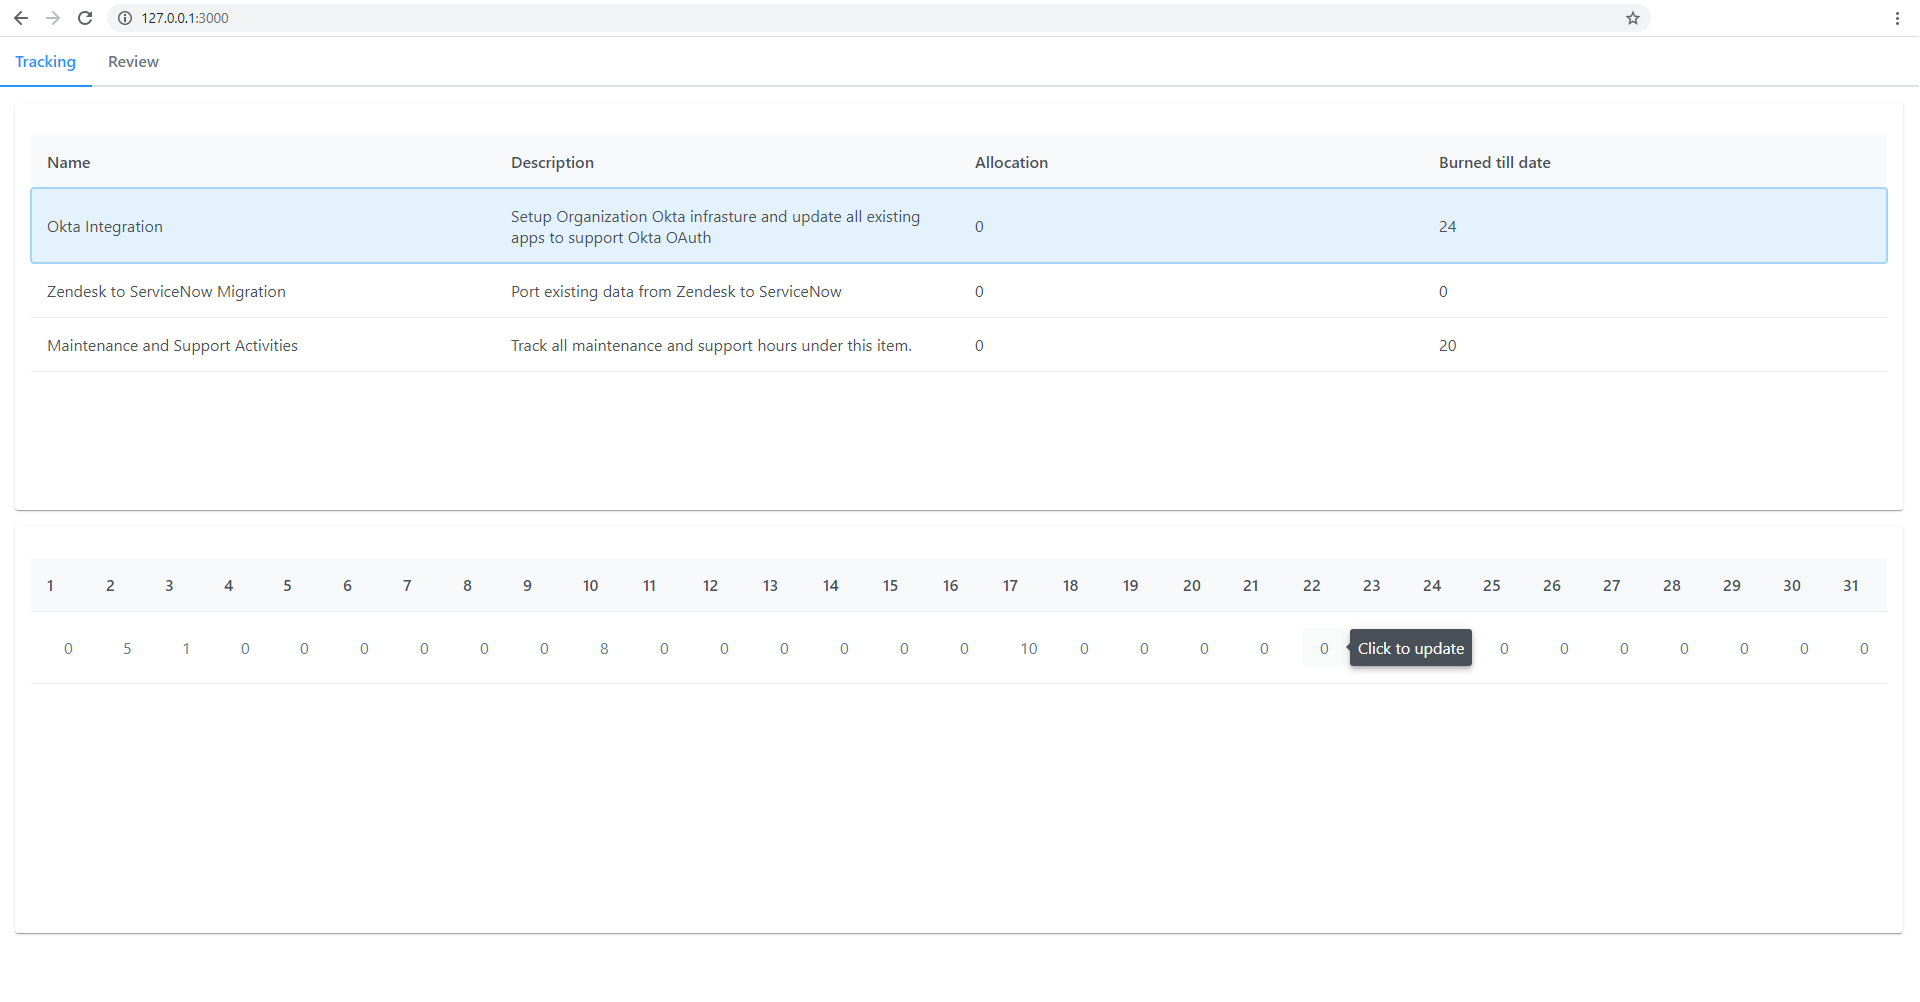 127.0.0.1:3000
Tracking Review
Name Description Allocation Burned till date
Okta Integration Setup Organization Okta infrasture and update all existing 0 24
apps to support Okta OAuth
Zendesk to ServiceNow Migration Port existing data from Zendesk to ServiceNow 0 0
Maintenance and Support Activities Track all maintenance and support hours under this item. 0 20
1 2 3 4 5 6 7 8 9 10 11 12 13 14 15 16 17 18 19 20 21 22 23 24 25 26 27 28 29 30 31
0 5 1 0 0 0 0 0 0 8 0 0 0 0 0 0 10 0 0 0 0 0 Click to update 0 0 0 0 0 0 0